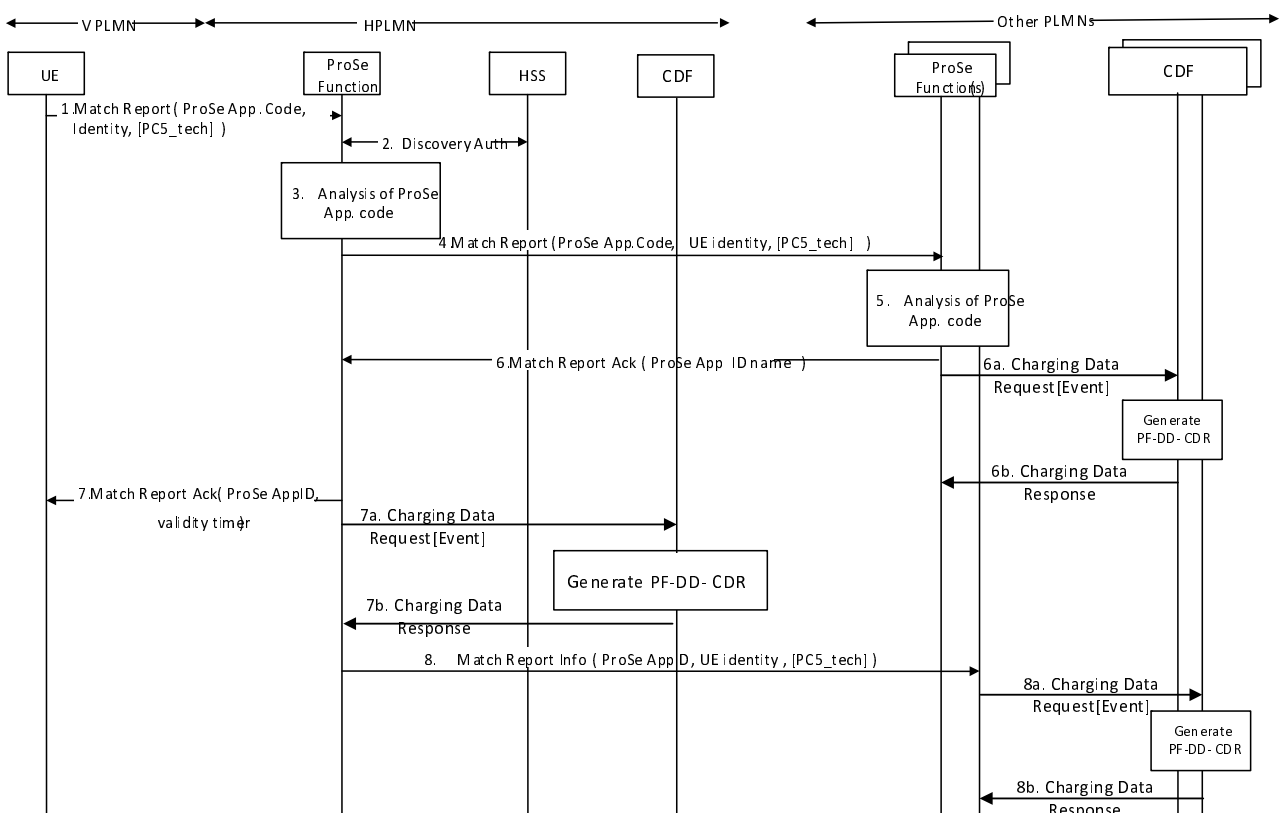 VPLMN
HPLMN
Other PLMNs
UE
ProSe
Function
HSS
CDF
ProSe
Function(s)
CDF
1.Match Report( ProSe App.Code,
Identity, [PC5_tech] )
2. Discovery Auth
3. Analysis of ProSe
App. code
4.Match Report (ProSe App.Code, UE identity, [PC5_tech] )
5. Analysis of ProSe
App. code
6.Match Report Ack ( ProSe App ID name )
6a. Charging Data
Request[Event]
Generate
PF-DD- CDR
6b. Charging Data
Response
7.Match Report Ack( ProSe AppID,
validity timer)
7a. Charging Data
Request[Event]
Generate PF-DD- CDR
7b. Charging Data
Response
8. Match Report Info ( ProSe AppID, UE identity , [PC5_tech] )
8a. Charging Data
Request[Event]
Generate
PF-DD- CDR
8b. Charging Data
Response